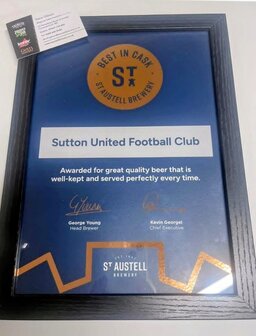 BEST IN CASK
ST
A
ST AUSTELL BREWERY
Sutton United Football Club
Awarded for great quality beer that is
well-kept and served perfectly every time.
George Young
Head Brewer
Kevin Georgel
Chief Executive
ST AUSTELL
BREWERY